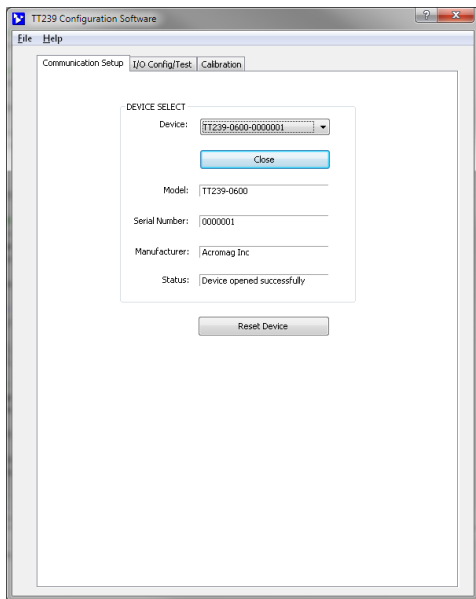 TT239 Configuration Software
File Help
Communication Setup I/O Config/Test Calibration
DEVICE SELECT
Device: TT239-0600-0000001
Close
Model: TT239-0600
Serial Number: 0000001
Manufacturer: Acromag Inc
Status: Device opened successfully
Reset Device